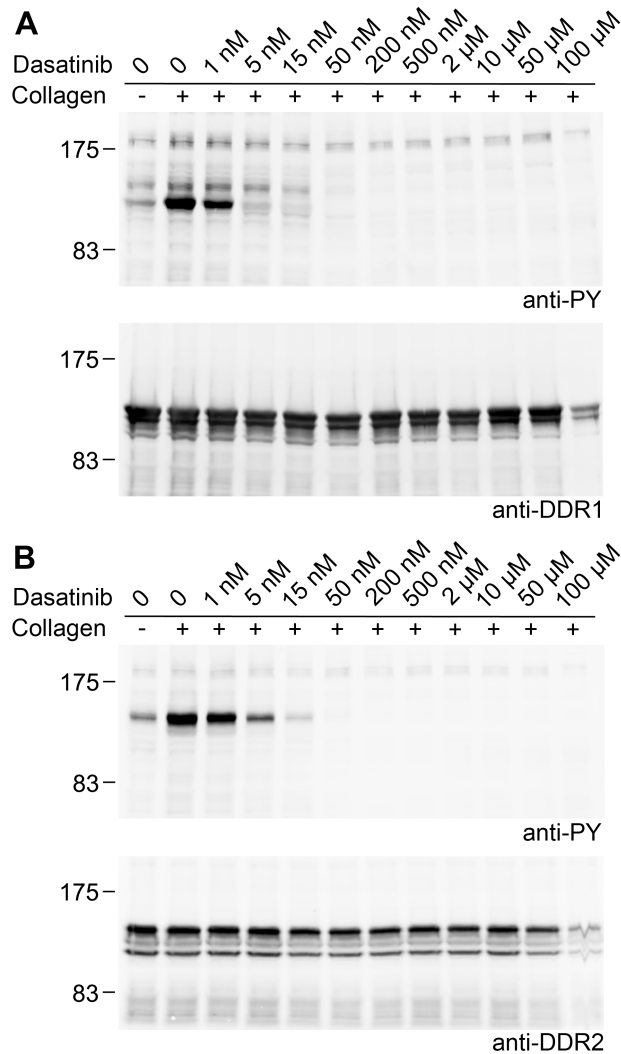 A
Dasatinib 0 0 1 nM 5 nM 15 nM 50 nM 200 nM 500 nM 2 µM 10 µM 50 µM 100 µM
Collagen - + + + + + + + + + + +
175
83
anti-PY
175
83
anti-DDR1
B
Dasatinib 0 0 1 nM 5 nM 15 nM 50 nM 200 nM 500 nM 2 µM 10 µM 50 µM 100 µM
Collagen - + + + + + + + + + + +
175
83
anti-PY
175
83
anti-DDR2